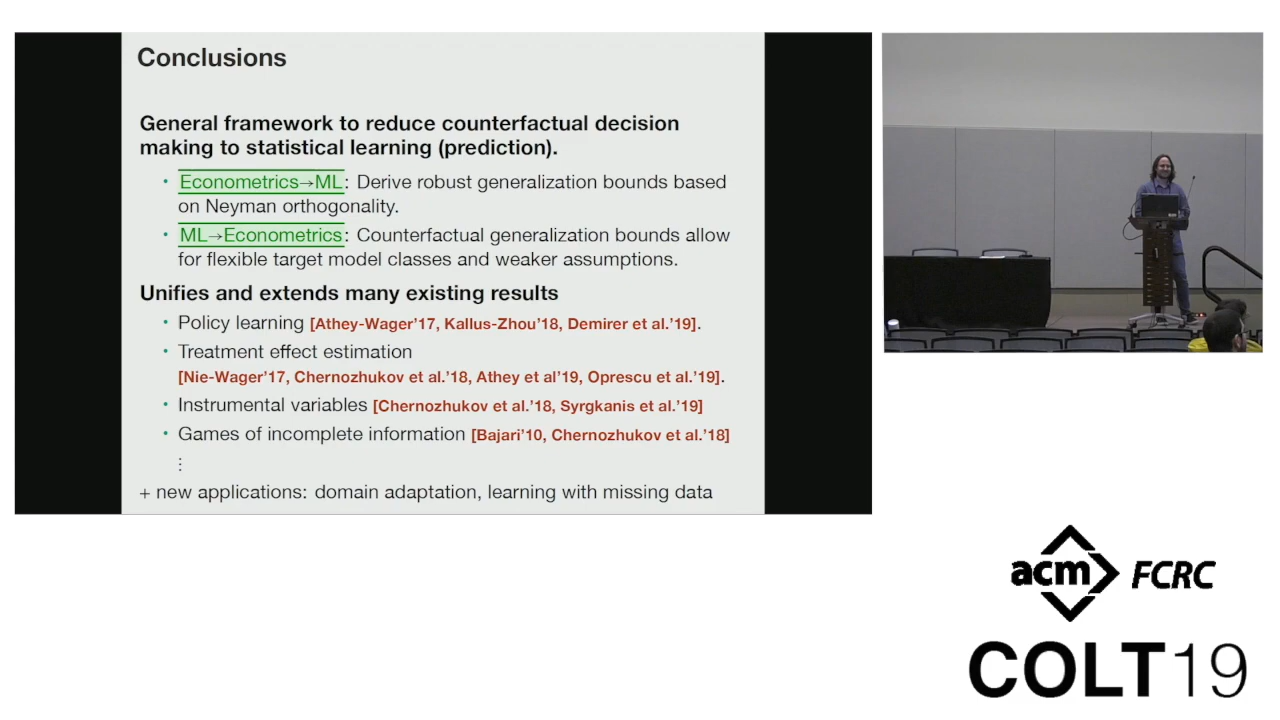 Conclusions
General framework to reduce counterfactual decision
making to statistical learning (prediction).
• Econometrics→ML: Derive robust generalization bounds based
on Neyman orthogonality.
• ML→Econometrics: Counterfactual generalization bounds allow
for flexible target model classes and weaker assumptions.
Unifies and extends many existing results
• Policy learning [Athey-Wager’17, Kallus-Zhou’18, Demirer et al.’19].
• Treatment effect estimation
[Nie-Wager’17, Chernozhukov et al.’18, Athey et al’19, Oprescu et al.’19].
• Instrumental variables [Chernozhukov et al.’18, Syrgkanis et al.’19]
• Games of incomplete information [Bajari’10, Chernozhukov et al.’18]
⋮
+ new applications: domain adaptation, learning with missing data
acm FCRC
COLT19